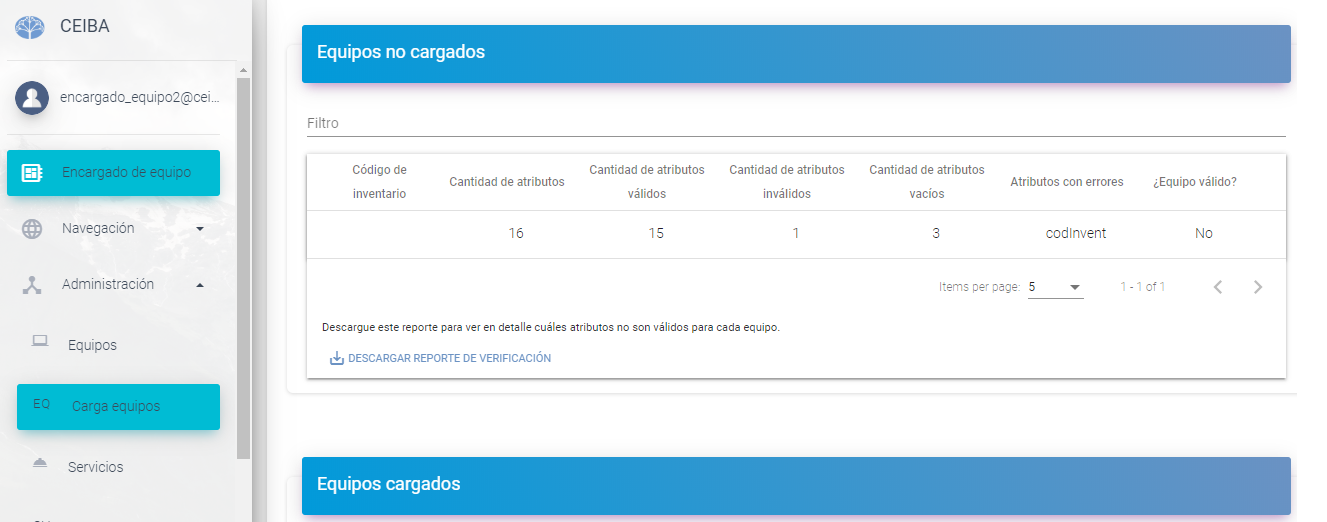 CEIBA
encargado_equipo2@cei...
Encargado de equipo
Navegación
Administración
Equipos
EQ Carga equipos
Servicios
Equipos no cargados
Filtro
Código de inventario
Cantidad de atributos
Cantidad de atributos válidos
Cantidad de atributos inválidos
Cantidad de atributos vacíos
Atributos con errores
¿Equipo válido?
16 15 1 3 codInvent No
Items per page: 5 1 - 1 of 1
Descargue este reporte para ver en detalle cuáles atributos no son válidos para cada equipo.
DESCARGAR REPORTE DE VERIFICACIÓN
Equipos cargados